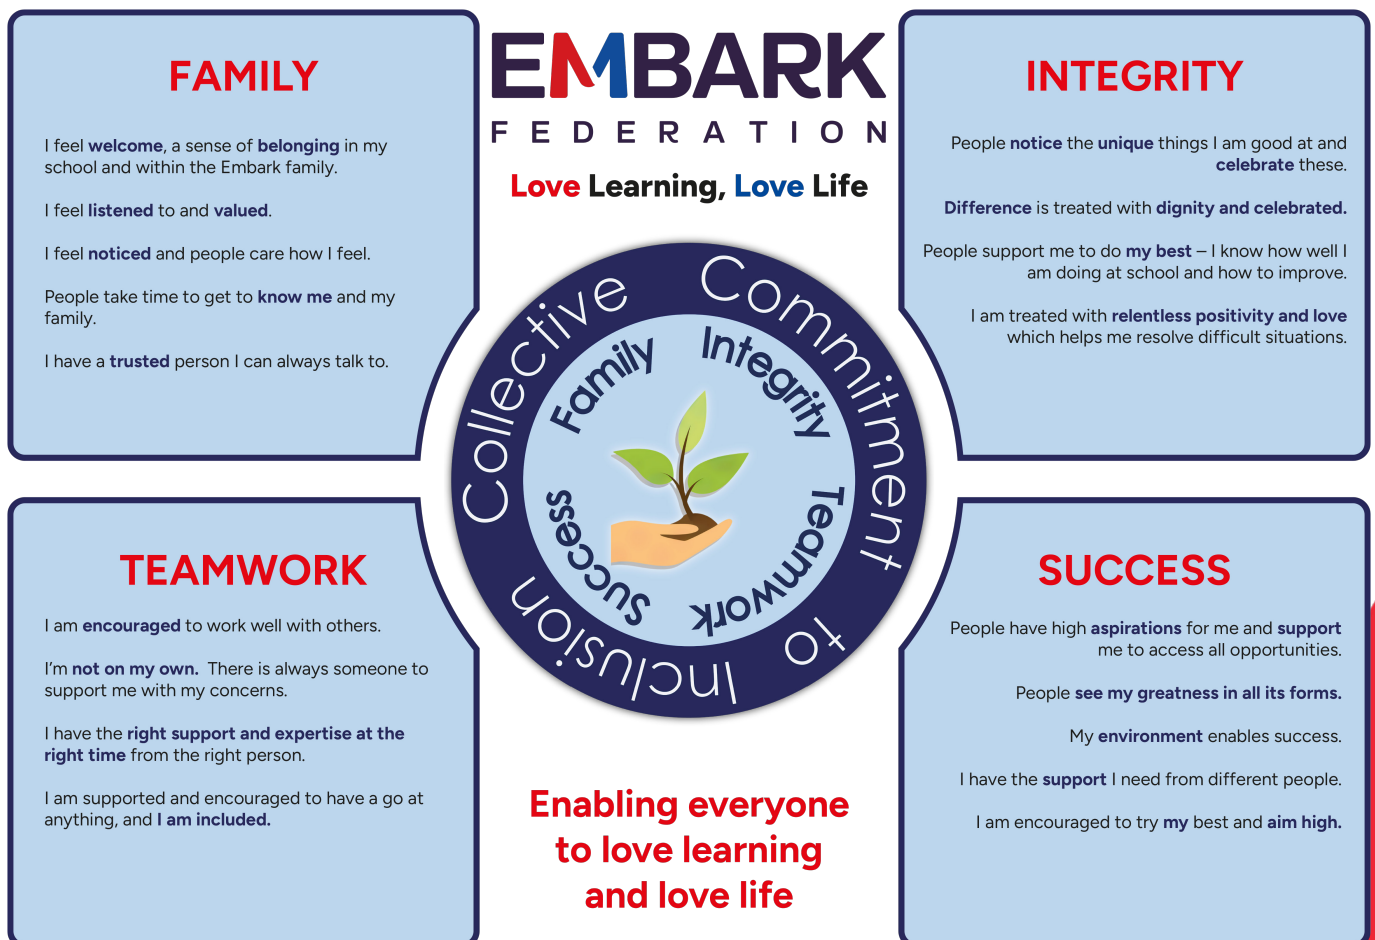 FAMILY
I feel welcome, a sense of belonging in my
school and within the Embark family.
I feel listened to and valued.
I feel noticed and people care how I feel.
People take time to get to know me and my
family.
I have a trusted person I can always talk to.
EMBARK
FEDERATION
Love Learning, Love Life
INTEGRITY
People notice the unique things I am good at and
celebrate these.
Difference is treated with dignity and celebrated.
People support me to do my best – I know how well I
am doing at school and how to improve.
I am treated with relentless positivity and love
which helps me resolve difficult situations.
Collective Commitment to Inclusion
Family
Integrity
Teamwork
Success
TEAMWORK
I am encouraged to work well with others.
I'm not on my own. There is always someone to
support me with my concerns.
I have the right support and expertise at the
right time from the right person.
I am supported and encouraged to have a go at
anything, and I am included.
SUCCESS
People have high aspirations for me and support
me to access all opportunities.
People see my greatness in all its forms.
My environment enables success.
I have the support I need from different people.
I am encouraged to try my best and aim high.
Enabling everyone
to love learning
and love life